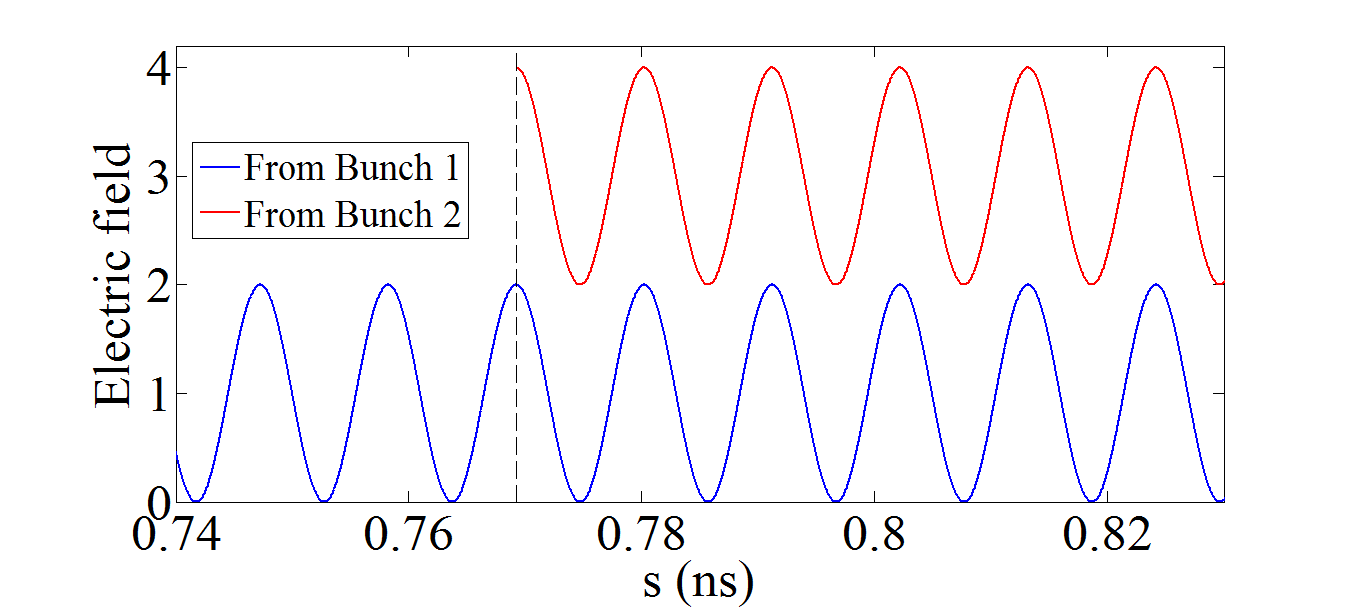 4
3
2
1
0
Electric field
From Bunch 1
From Bunch 2
0.74 0.76 0.78 0.8 0.82
s (ns)